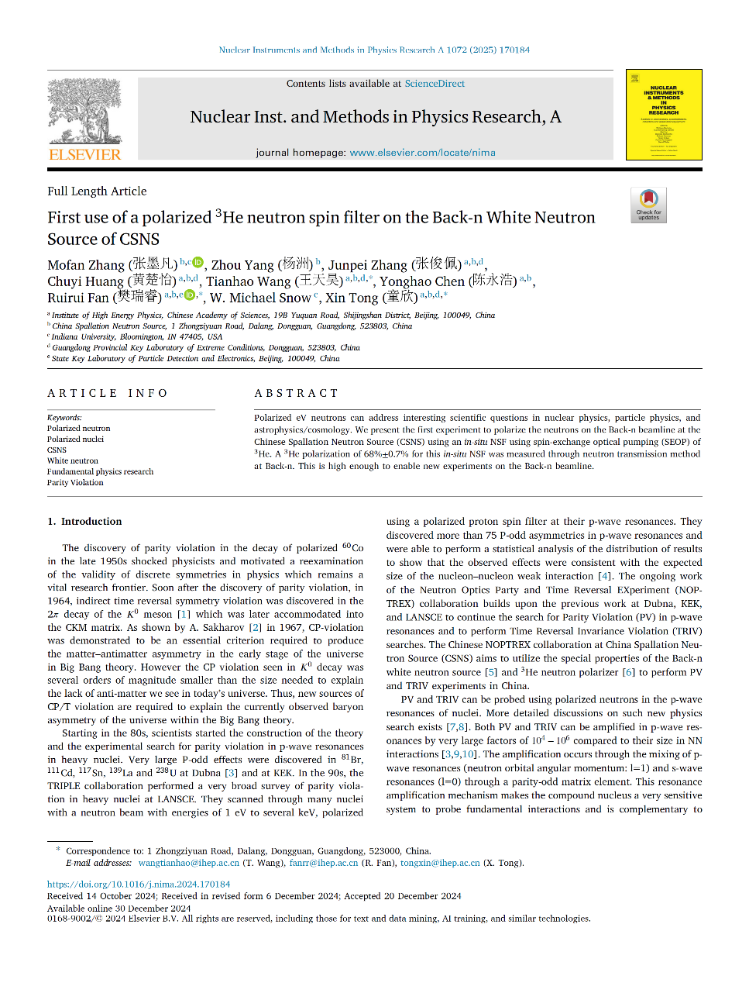 Nuclear Instruments and Methods in Physics Research A 1072 (2025) 170184
Contents lists available at ScienceDirect
Nuclear Inst. and Methods in Physics Research, A
journal homepage: www.elsevier.com/locate/nima
ELSEVIER
NUCLEAR
INSTRUMENTS
& METHODS
IN
PHYSICS
RESEARCH
Full Length Article
Check for
updates
First use of a polarized ³He neutron spin filter on the Back-n White Neutron
Source of CSNS
Mofan Zhang (张墨凡) b,c, Zhou Yang (杨洲) b, Junpei Zhang (张俊佩) a,b,d,
Chuyi Huang (黄楚怡) a,b,d, Tianhao Wang (王天昊) a,b,d,*, Yonghao Chen (陈永浩) a,b,
Ruirui Fan (樊瑞睿) a,b,e,*, W. Michael Snow c, Xin Tong (童欣) a,b,d,*
a Institute of High Energy Physics, Chinese Academy of Sciences, 19B Yuquan Road, Shijingshan District, Beijing, 100049, China
b China Spallation Neutron Source, 1 Zhongziyuan Road, Dalang, Dongguan, Guangdong, 523803, China
c Indiana University, Bloomington, IN 47405, USA
d Guangdong Provincial Key Laboratory of Extreme Conditions, Dongguan, 523803, China
e State Key Laboratory of Particle Detection and Electronics, Beijing, 100049, China
ARTICLE INFO
Keywords:
Polarized neutron
Polarized nuclei
CSNS
White neutron
Fundamental physics research
Parity Violation
ABSTRACT
Polarized eV neutrons can address interesting scientific questions in nuclear physics, particle physics, and
astrophysics/cosmology. We present the first experiment to polarize the neutrons on the Back-n beamline at the
Chinese Spallation Neutron Source (CSNS) using an in-situ NSF using spin-exchange optical pumping (SEOP) of
³He. A ³He polarization of 68%±0.7% for this in-situ NSF was measured through neutron transmission method
at Back-n. This is high enough to enable new experiments on the Back-n beamline.
1. Introduction
The discovery of parity violation in the decay of polarized ⁶⁰Co
in the late 1950s shocked physicists and motivated a reexamination
of the validity of discrete symmetries in physics which remains a
vital research frontier. Soon after the discovery of parity violation, in
1964, indirect time reversal symmetry violation was discovered in the
2π decay of the K⁰ meson [1] which was later accommodated into
the CKM matrix. As shown by A. Sakharov [2] in 1967, CP-violation
was demonstrated to be an essential criterion required to produce
the matter–antimatter asymmetry in the early stage of the universe
in Big Bang theory. However the CP violation seen in K⁰ decay was
several orders of magnitude smaller than the size needed to explain
the lack of anti-matter we see in today's universe. Thus, new sources of
CP/T violation are required to explain the currently observed baryon
asymmetry of the universe within the Big Bang theory.
Starting in the 80s, scientists started the construction of the theory
and the experimental search for parity violation in p-wave resonances
in heavy nuclei. Very large P-odd effects were discovered in ⁸¹Br,
¹¹¹Cd, ¹¹⁷Sn, ¹³⁹La and ²³⁸U at Dubna [3] and at KEK. In the 90s, the
TRIPLE collaboration performed a very broad survey of parity viola-
tion in heavy nuclei at LANSCE. They scanned through many nuclei
with a neutron beam with energies of 1 eV to several keV, polarized
using a polarized proton spin filter at their p-wave resonances. They
discovered more than 75 P-odd asymmetries in p-wave resonances and
were able to perform a statistical analysis of the distribution of results
to show that the observed effects were consistent with the expected
size of the nucleon–nucleon weak interaction [4]. The ongoing work
of the Neutron Optics Party and Time Reversal EXperiment (NOP-
TREX) collaboration builds upon the previous work at Dubna, KEK,
and LANSCE to continue the search for Parity Violation (PV) in p-wave
resonances and to perform Time Reversal Invariance Violation (TRIV)
searches. The Chinese NOPTREX collaboration at China Spallation Neu-
tron Source (CSNS) aims to utilize the special properties of the Back-n
white neutron source [5] and ³He neutron polarizer [6] to perform PV
and TRIV experiments in China.
PV and TRIV can be probed using polarized neutrons in the p-wave
resonances of nuclei. More detailed discussions on such new physics
search exists [7,8]. Both PV and TRIV can be amplified in p-wave res-
onances by very large factors of 10⁴ − 10⁶ compared to their size in NN
interactions [3,9,10]. The amplification occurs through the mixing of p-
wave resonances (neutron orbital angular momentum: l=1) and s-wave
resonances (l=0) through a parity-odd matrix element. This resonance
amplification mechanism makes the compound nucleus a very sensitive
system to probe fundamental interactions and is complementary to
* Correspondence to: 1 Zhongziyuan Road, Dalang, Dongguan, Guangdong, 523000, China.
E-mail addresses: wangtianhao@ihep.ac.cn (T. Wang), fanrr@ihep.ac.cn (R. Fan), tongxin@ihep.ac.cn (X. Tong).
https://doi.org/10.1016/j.nima.2024.170184
Received 14 October 2024; Received in revised form 6 December 2024; Accepted 20 December 2024
Available online 30 December 2024
0168-9002/© 2024 Elsevier B.V. All rights are reserved, including those for text and data mining, AI training, and similar technologies.